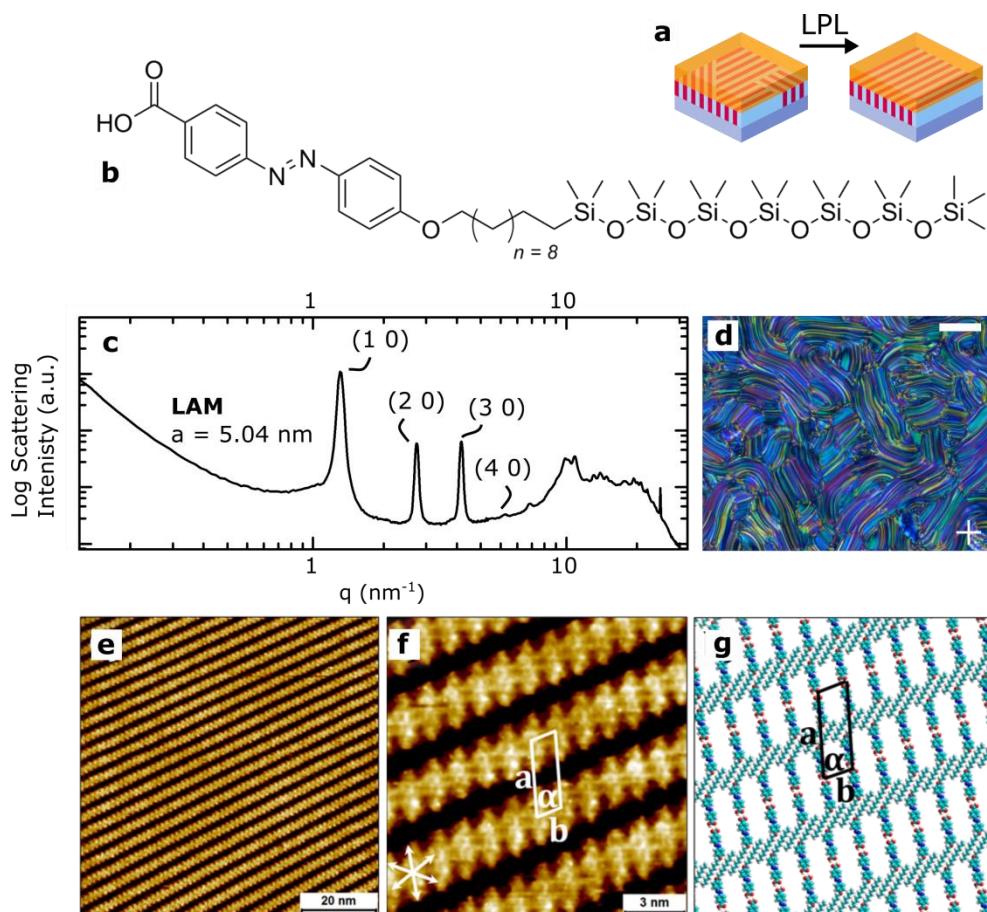 a
LPL
O
HO
N
N
b
O
n = 8
Si Si Si Si Si Si Si
O O O O O O
1 10
c
(1 0)
LAM
a = 5.04 nm
(2 0)
(3 0)
(4 0)
Log Scattering
Intenisty (a.u.)
1 10
q (nm-1)
d
e
20 nm
f
a
α
b
3 nm
g
a
α
b